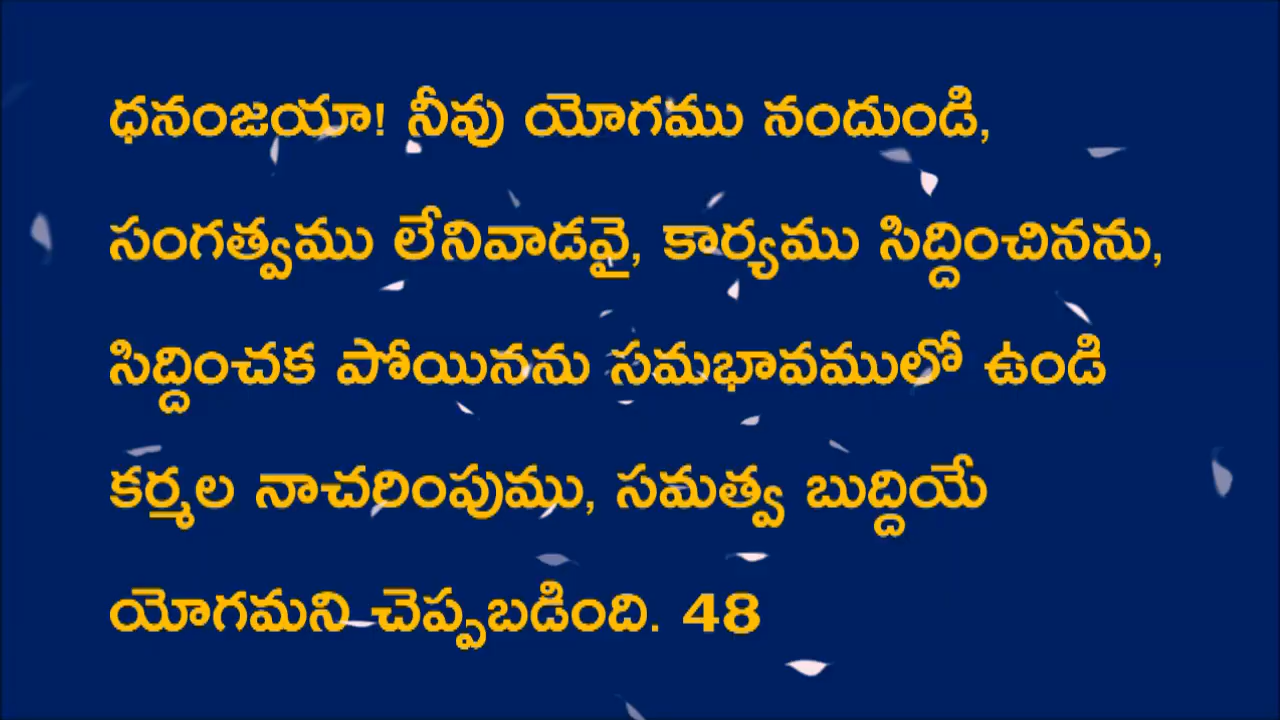 ధనంజయా! నీవు యోగము నందుండి,
సంగత్వము లేనివాడవై, కార్యము సిద్దించినను,
సిద్దించక పోయినను సమభావములో ఉండి
కర్మల నాచరింపుము, సమత్వ బుద్దియే
యోగమని చెప్పబడింది. 48